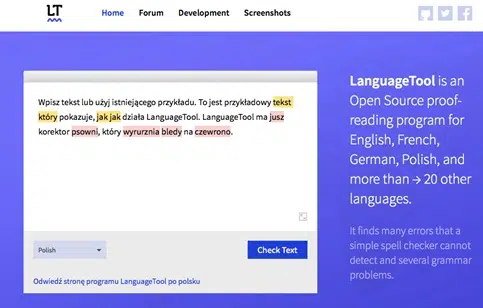 LT
Home Forum Development Screenshots
Wpisz tekst lub użyj istniejącego przykładu. To jest przykładowy tekst
który pokazuje, jak jak działa LanguageTool. LanguageTool ma jusz
korektor psowni, który wyrurznia bledy na czewrono.
Polish
Check Text
Odwiedź stronę programu LanguageTool po polsku
LanguageTool is an
Open Source proof-
reading program for
English, French,
German, Polish, and
more than → 20 other
languages.
It finds many errors that a
simple spell checker cannot
detect and several grammar
problems.